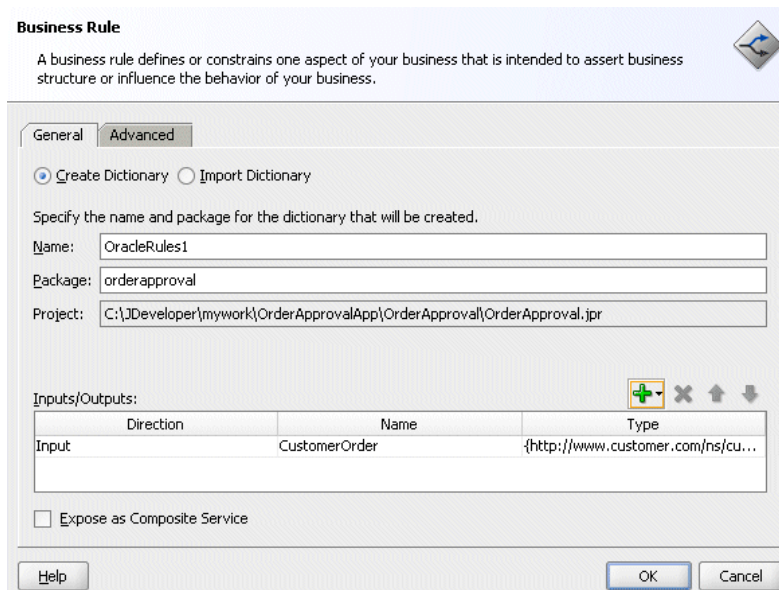 Business Rule
A business rule defines or constrains one aspect of your business that is intended to assert business
structure or influence the behavior of your business.
General Advanced
Create Dictionary Import Dictionary
Specify the name and package for the dictionary that will be created.
Name: OracleRules1
Package: orderapproval
Project: C:\JDeveloper\mywork\OrderApprovalApp\OrderApproval\OrderApproval.jpr
Inputs/Outputs:
Direction Name Type
Input CustomerOrder {http://www.customer.com/ns/cu...
Expose as Composite Service
Help OK Cancel